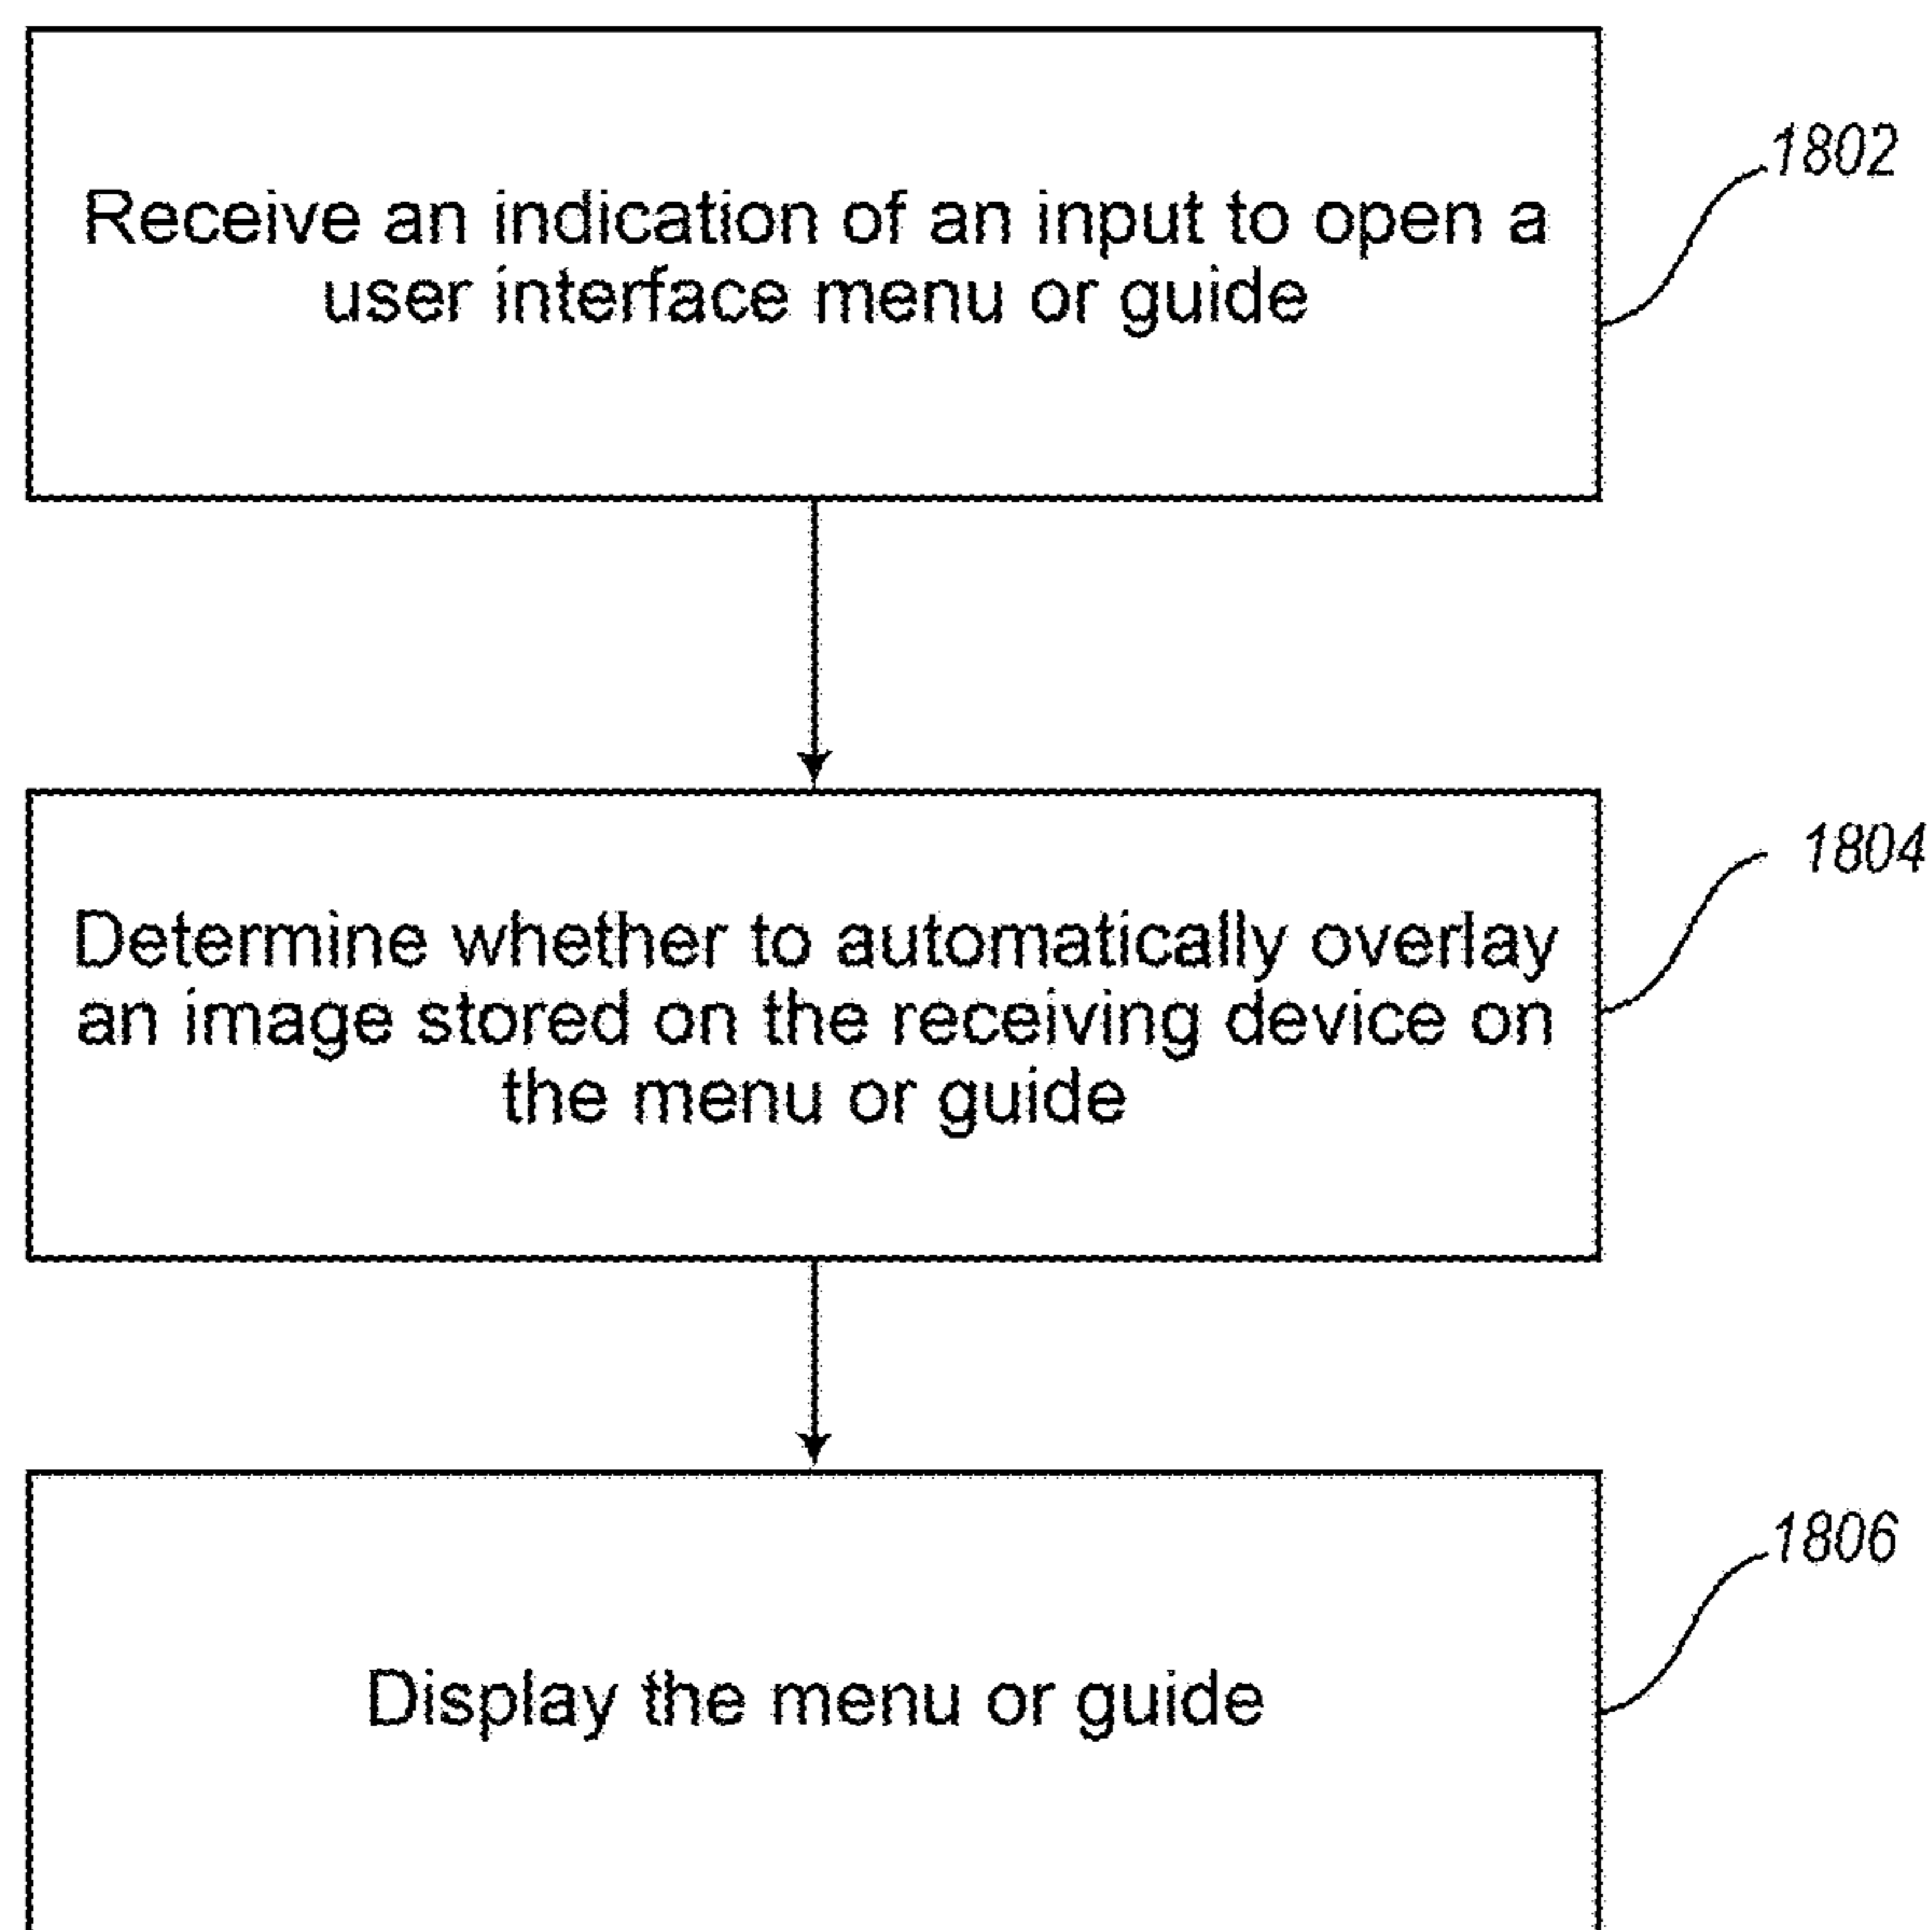 1802
Receive an indication of an input to open a
user interface menu or guide
1804
Determine whether to automatically overlay
an image stored on the receiving device on
the menu or guide
1806
Display the menu or guide